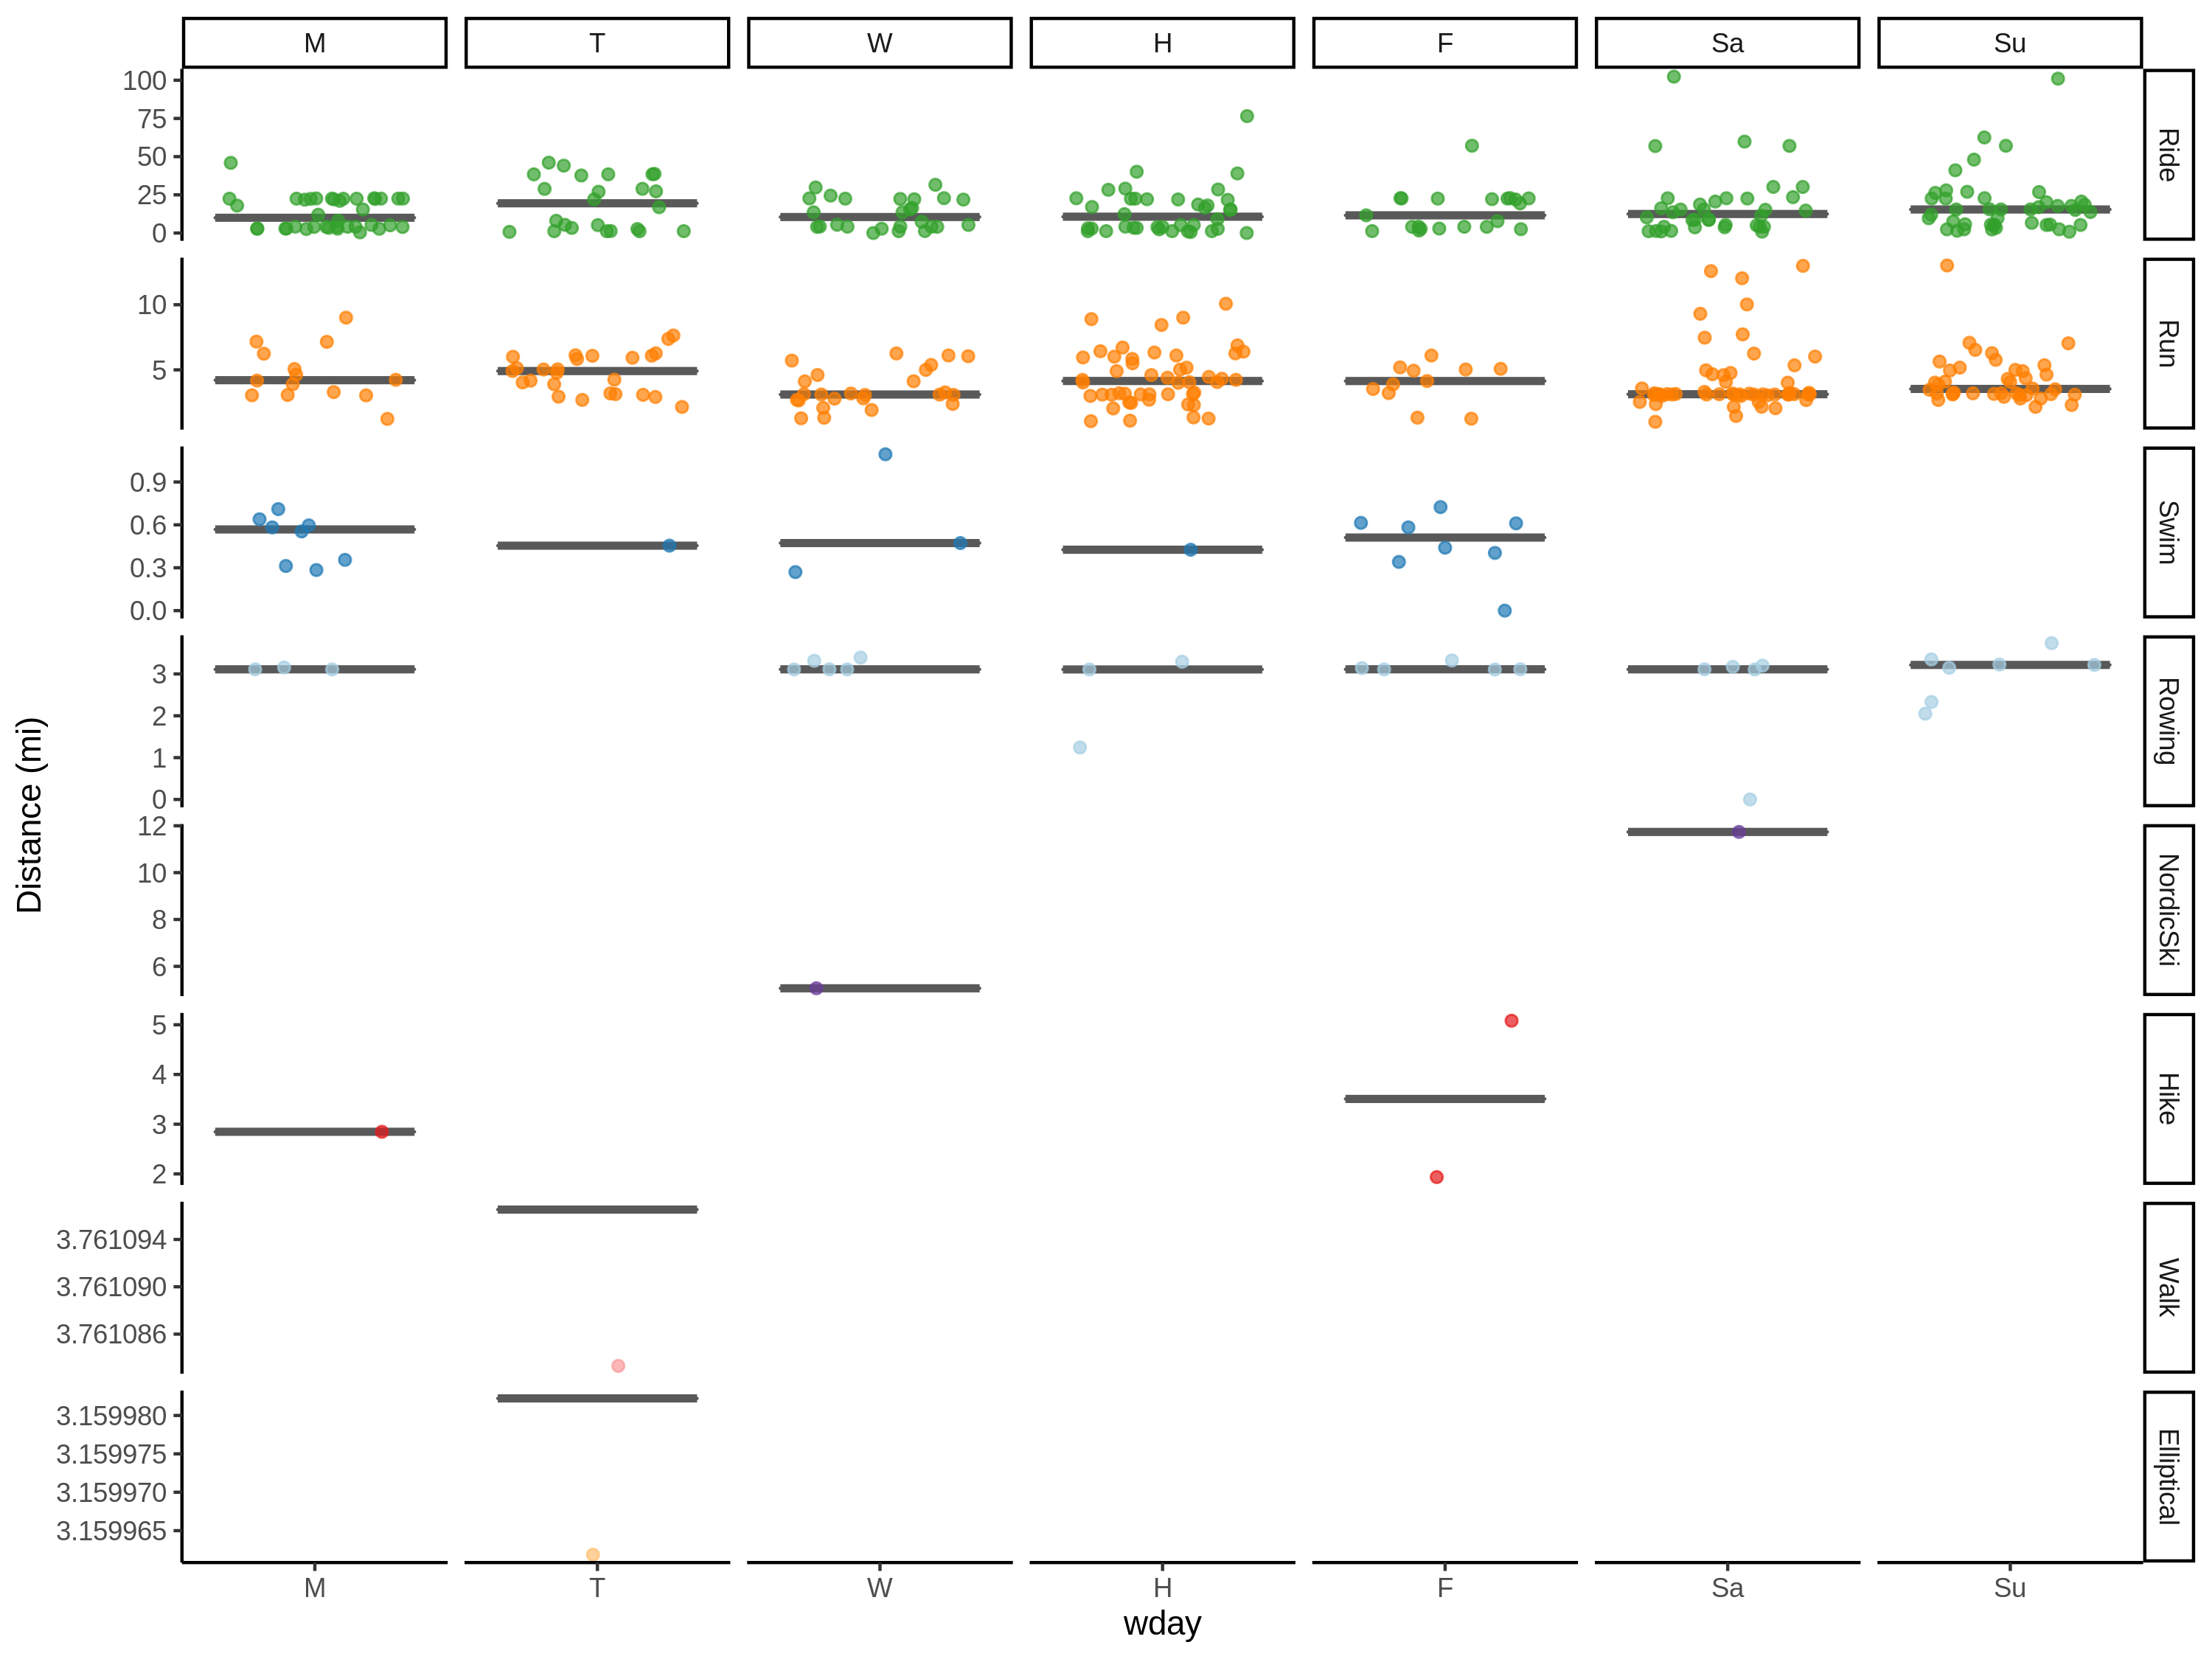 M T W H F Sa Su
100
75
50
25
0
Ride
10
5
Run
0.9
0.6
0.3
0.0
Swim
3
2
1
0
Rowing
12
10
8
6
NordicSki
5
4
3
2
Hike
3.761094
3.761090
3.761086
Walk
3.159980
3.159975
3.159970
3.159965
Elliptical
M T W H F Sa Su
wday
Distance (mi)